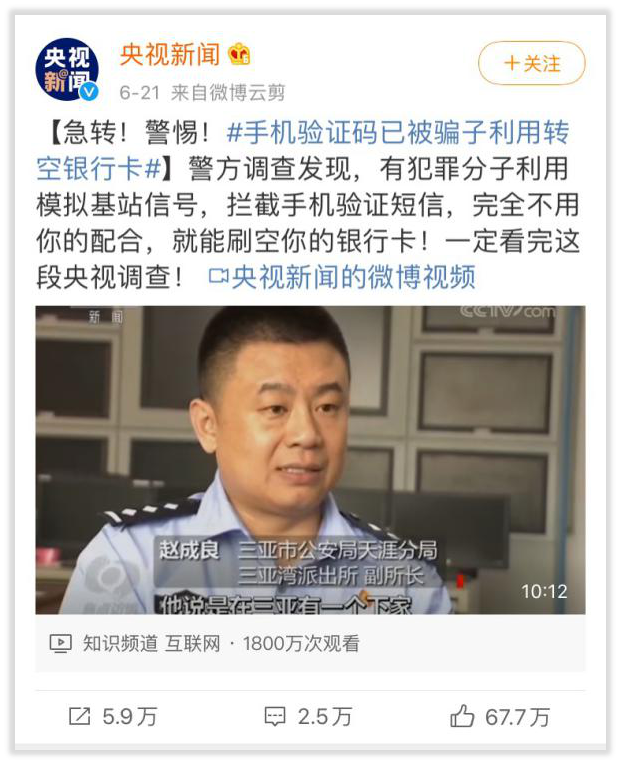 央视新闻
央视
新@闻
V
+关注
6-21 来自微博云剪
【急转！警惕！#手机验证码已被骗子利用转
空银行卡#】警方调查发现，有犯罪分子利用
模拟基站信号，拦截手机验证短信，完全不用
你的配合，就能刷空你的银行卡！一定看完这
段央视调查！ 央视新闻的微博视频
新闻
CCTV.com
赵成良 三亚市公安局天涯分局
三亚湾派出所 副所长
他说是在三亚有一个下家
10:12
知识频道 互联网 · 1800万次观看
5.9万
2.5万
67.7万